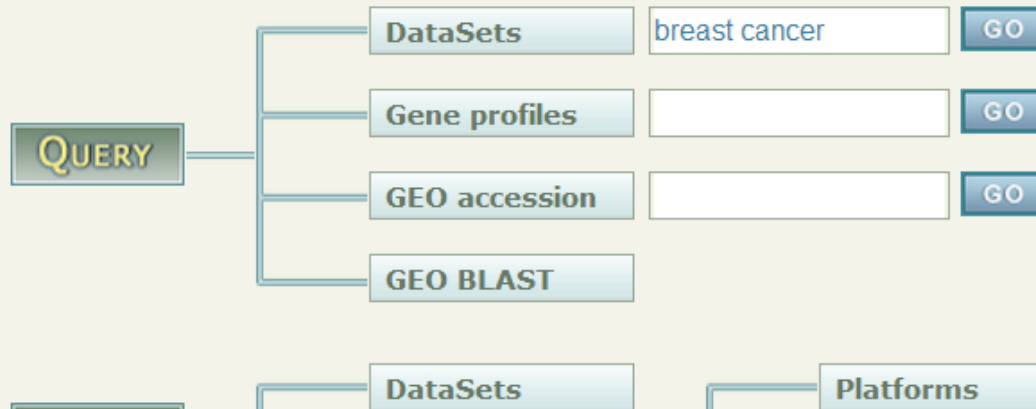 DataSets breast cancer GO
Gene profiles GO
QUERY
GEO accession GO
GEO BLAST
DataSets Platforms